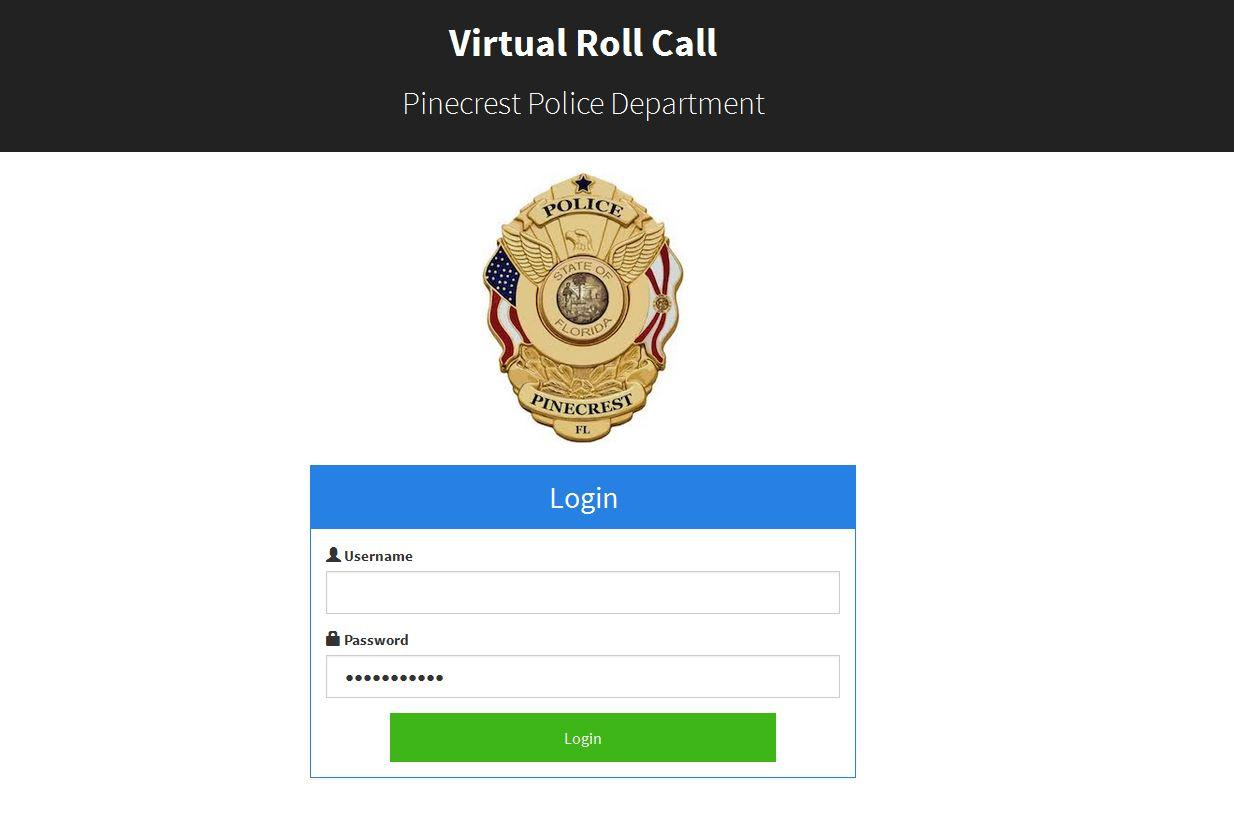 Virtual Roll Call
Pinecrest Police Department
POLICE
STATE OF
FLORIDA
PINECREST
FL
Login
Username
Password
•••••••••••
Login